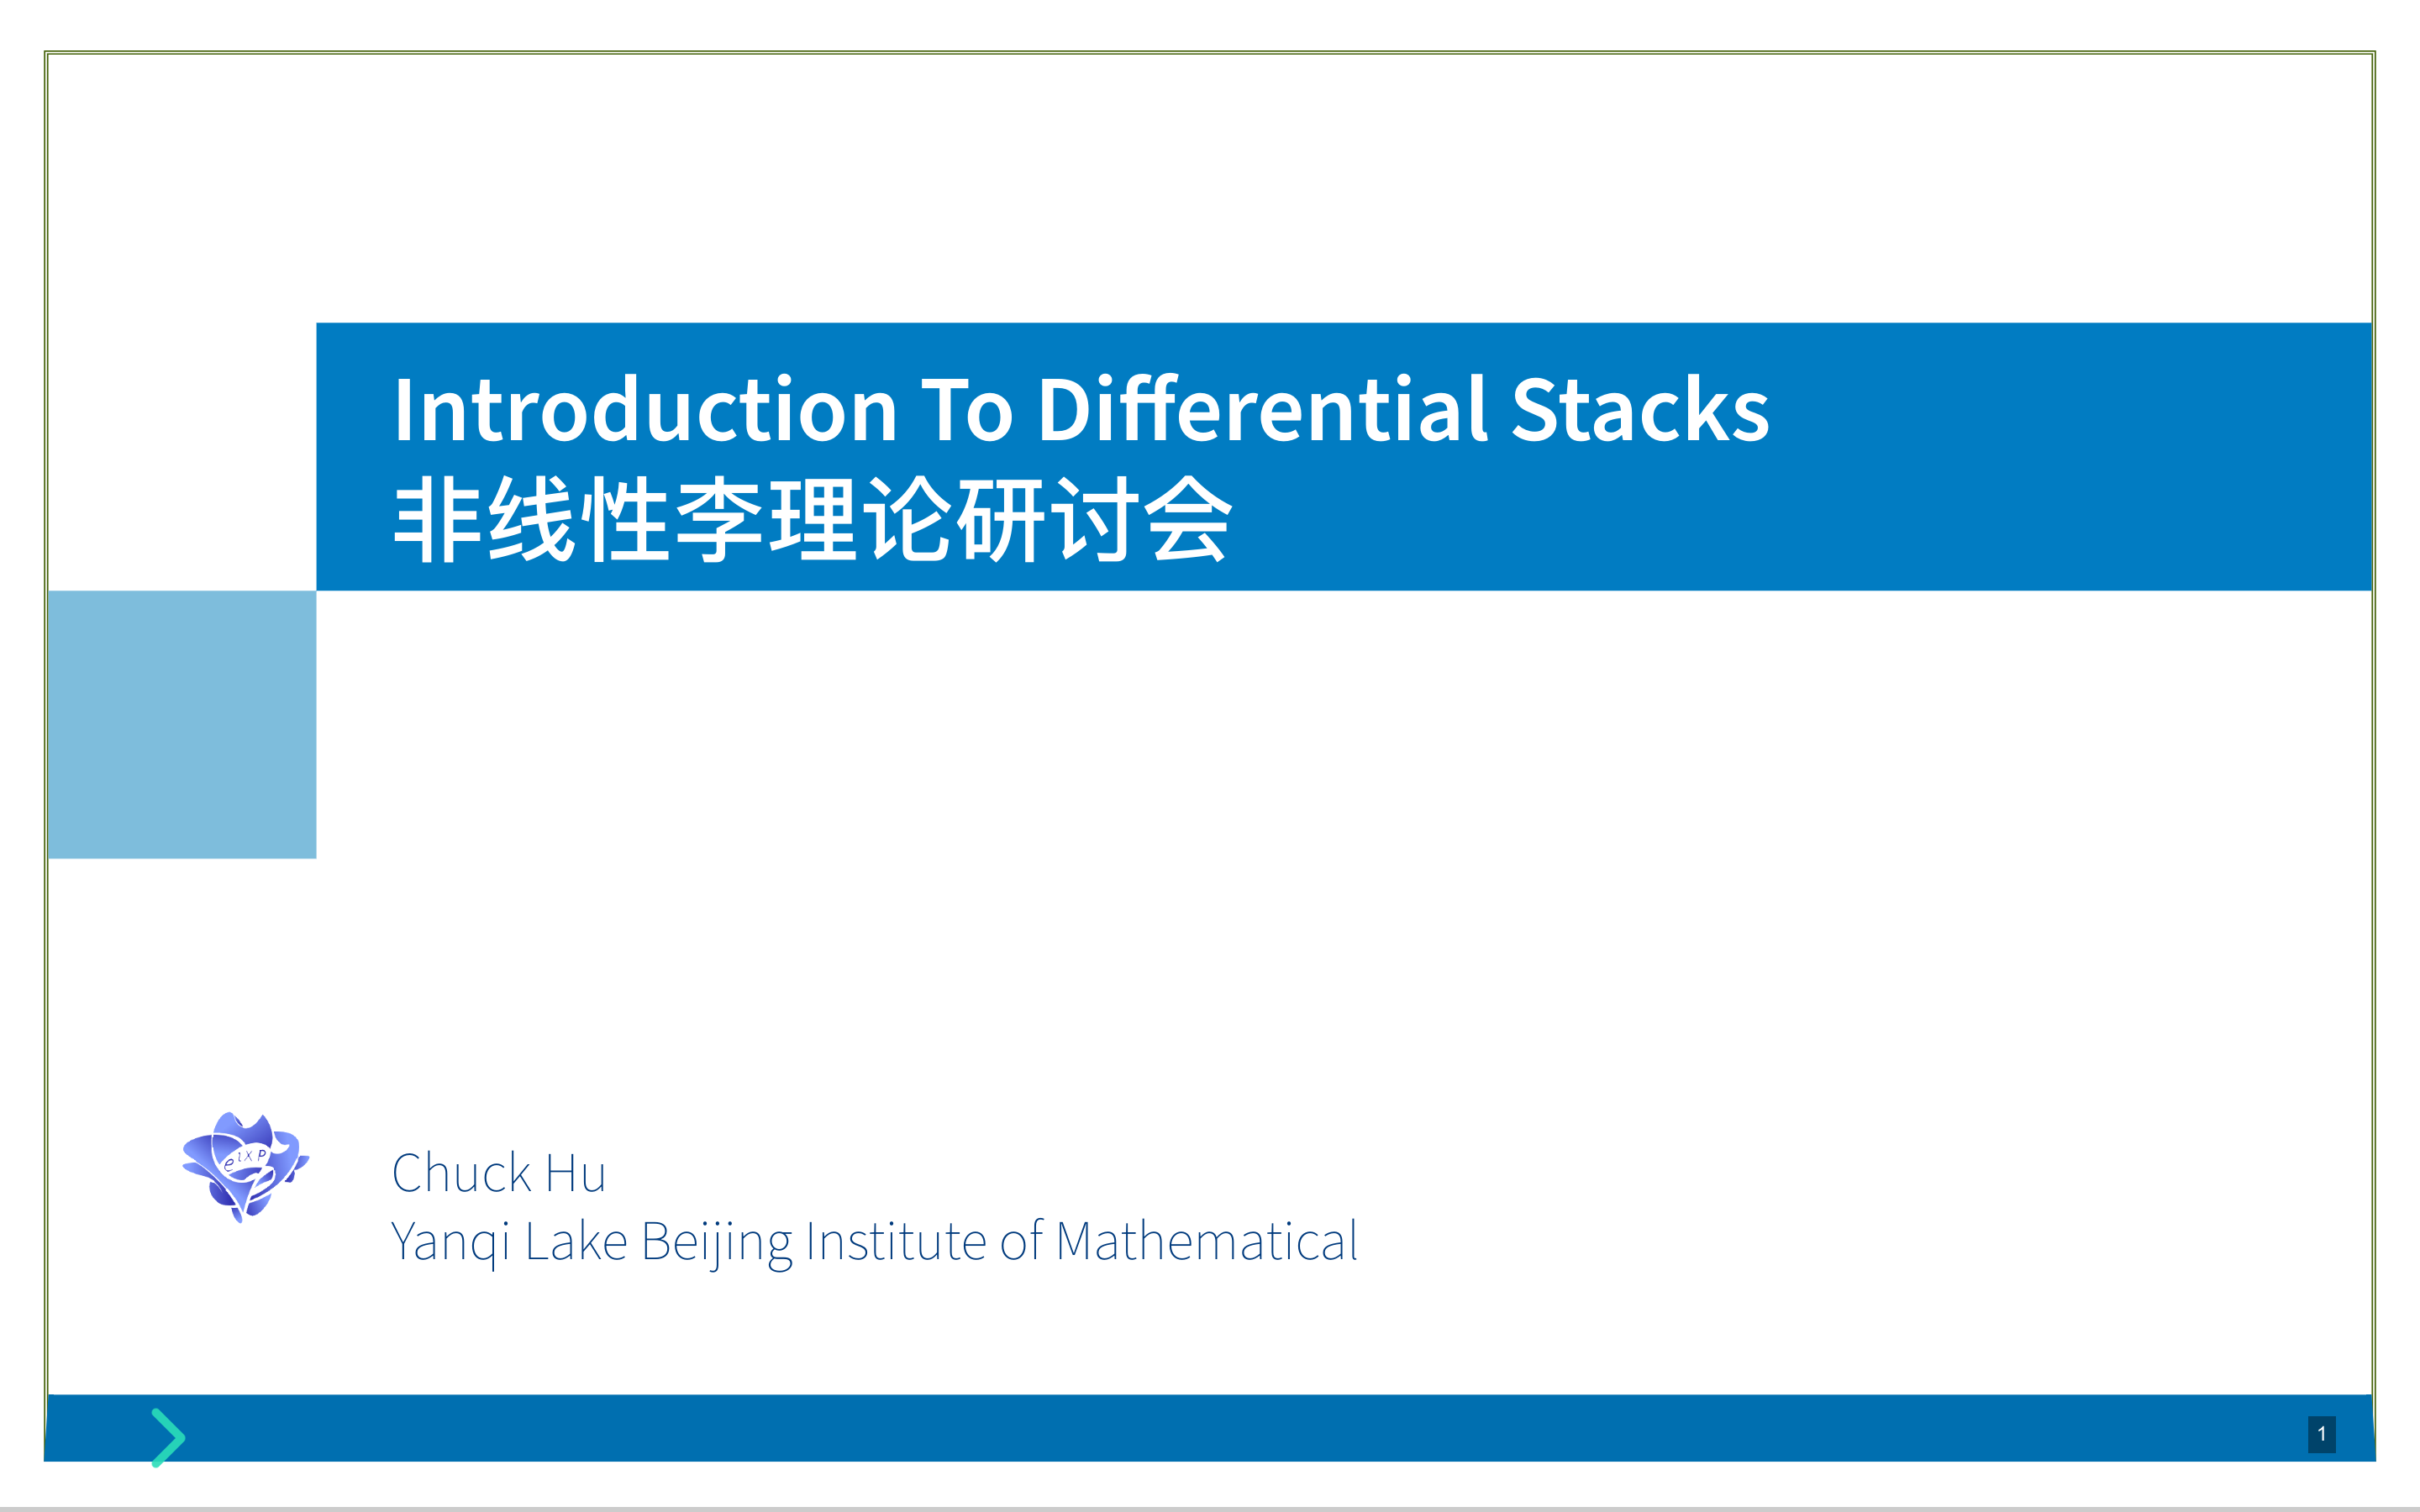 Introduction To Differential Stacks
非线性李理论研讨会
e i X P
Chuck Hu
Yanqi Lake Beijing Institute of Mathematical
1